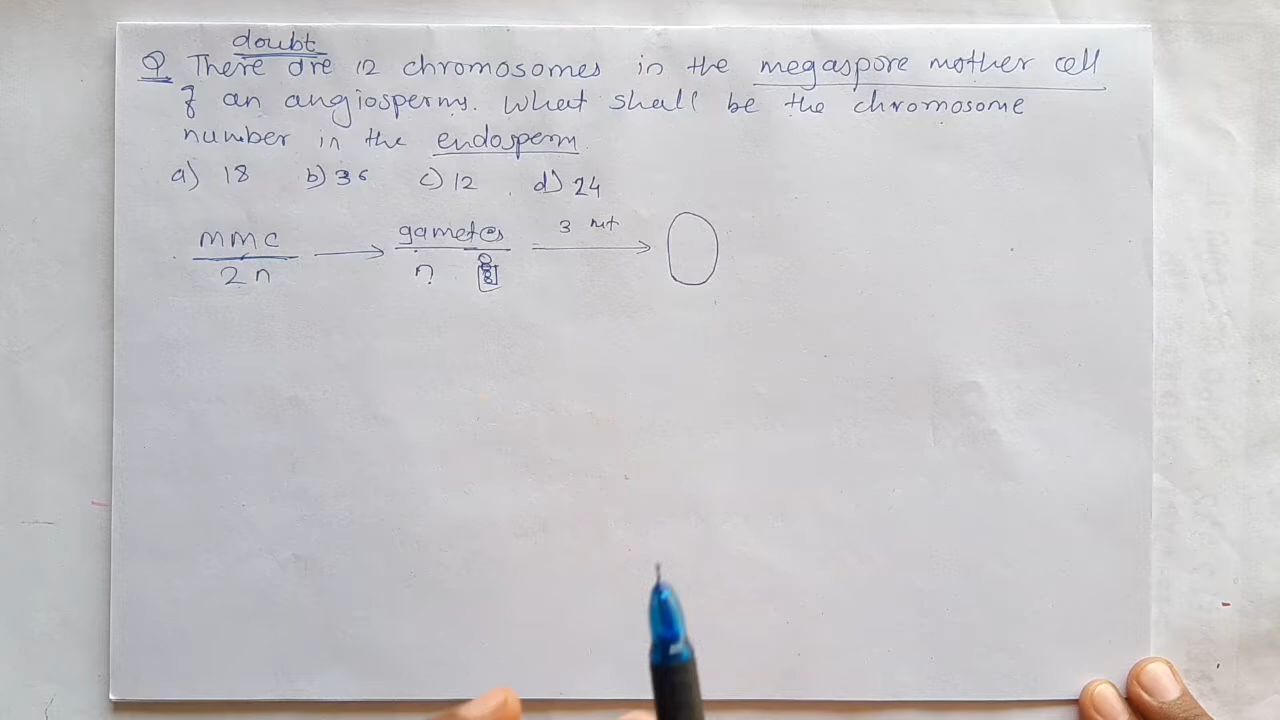 doubt
Q There are 12 chromosomes in the megaspore mother cell
of an angiosperms. What shall be the chromosome
number in the endosperm.
a) 18 b) 36 c) 12 d) 24
MMC gametes 3 mt
2n n